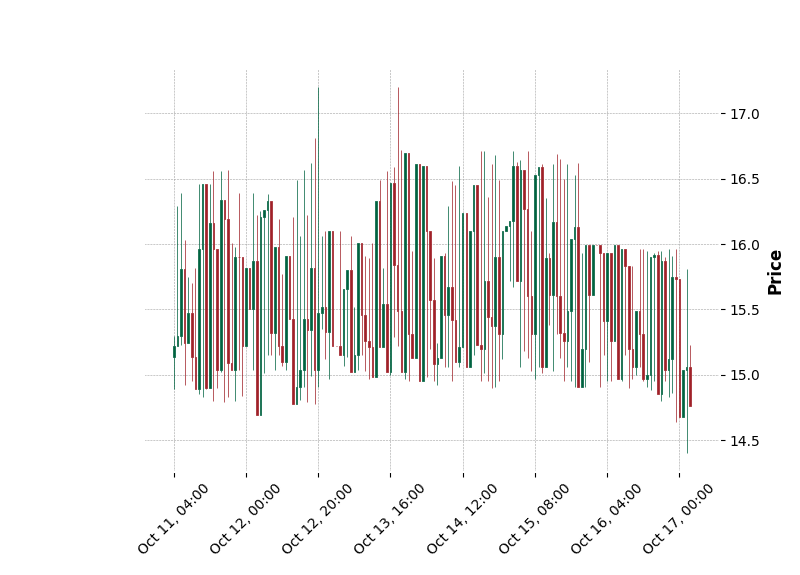 17.0
16.5
16.0
15.5
15.0
14.5
Price
Oct 11, 04:00
Oct 12, 00:00
Oct 12, 20:00
Oct 13, 16:00
Oct 14, 12:00
Oct 15, 08:00
Oct 16, 04:00
Oct 17, 00:00